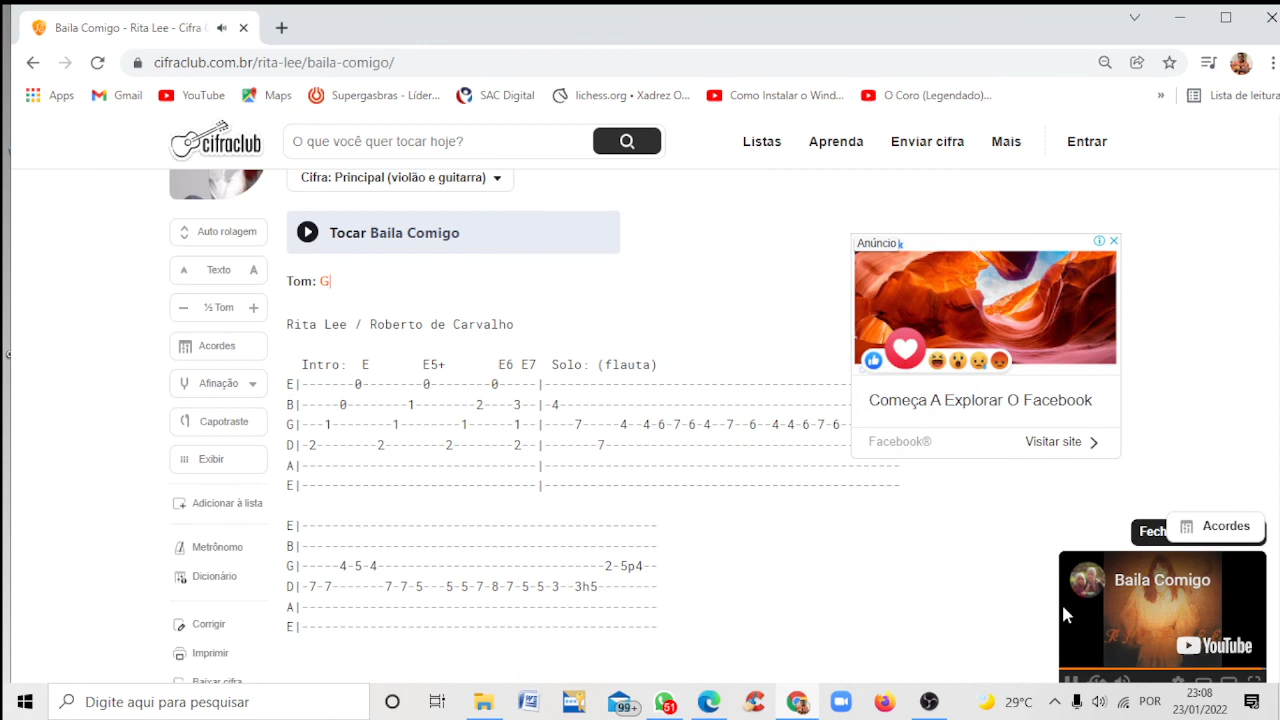 Baila Comigo - Rita Lee - Cifra C
cifraclub.com.br/rita-lee/baila-comigo/
Apps Gmail YouTube Maps Supergasbras - Líder... SAC Digital lichess.org • Xadrez O... Como Instalar o Wind... O Coro (Legendado)... » Lista de leitura
cifraclub O que você quer tocar hoje? Listas Aprenda Enviar cifra Mais Entrar
Cifra: Principal (violão e guitarra)
Tocar Baila Comigo
Auto rolagem
A Texto A
− ½ Tom +
Acordes
Afinação
Capotraste
Exibir
Adicionar à lista
Metrônomo
Dicionário
Corrigir
Imprimir
Baixar cifra
Tom: G
Rita Lee / Roberto de Carvalho
Intro:  E       E5+       E6 E7  Solo: (flauta)
E|------0--------0--------0------|------------------------------------
B|-----0--------1--------2---3---|-4----------------------------------
G|---1--------1--------1------1--|----7-----4--4-6-7-6-4--7--6--4-4-6-7-6
D|-2--------2--------2--------2--|-------7----------------------------
A|-------------------------------|------------------------------------------
E|-------------------------------|------------------------------------------
E|------------------------------------------
B|------------------------------------------
G|-----4-5-4---------------------------2-5p4--
D|-7-7-------7-7-5---5-5-7-8-7-5-5-3--3h5-------
A|------------------------------------------
E|------------------------------------------
Anúncio
Começa A Explorar O Facebook
Facebook® Visitar site
Fech
Acordes
Baila Comigo
YouTube
Digite aqui para pesquisar
99+
51
29°C
POR
23:08
23/01/2022